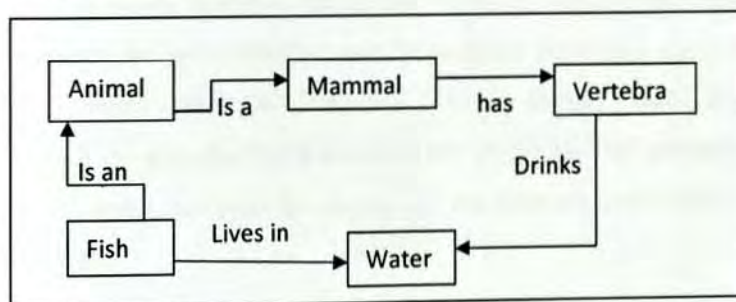 Animal
Is a
Mammal
has
Vertebra
Is an
Drinks
Fish
Lives in
Water